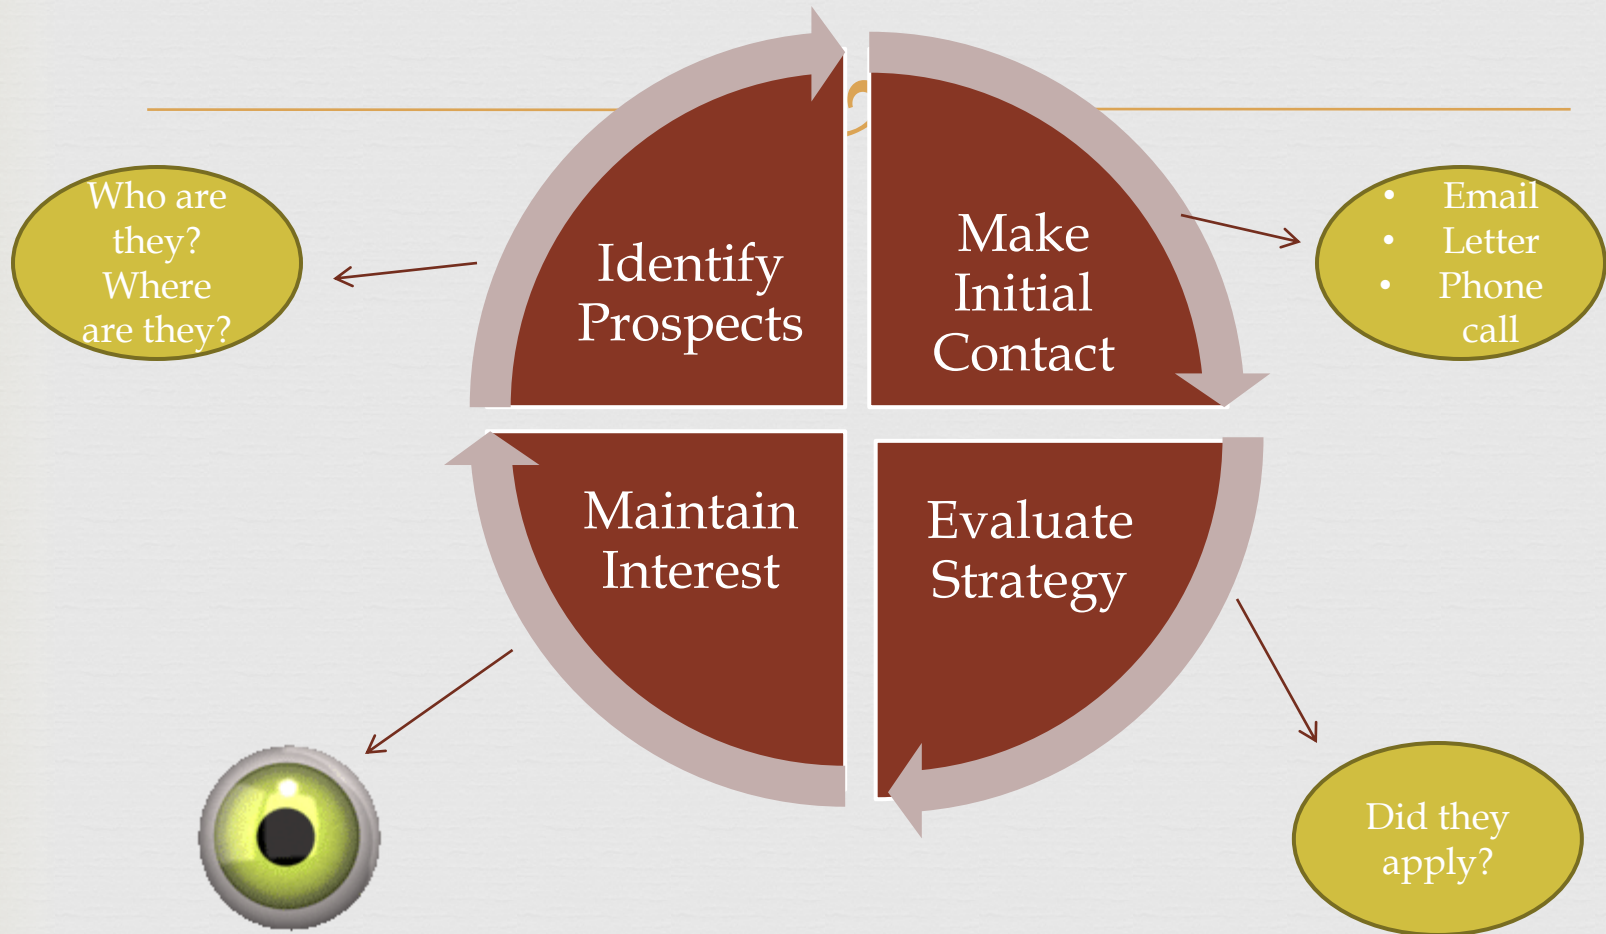 Who are
they?
Where
are they?
Identify
Prospects
Make
Initial
Contact
• Email
• Letter
• Phone
call
Maintain
Interest
Evaluate
Strategy
Did they
apply?